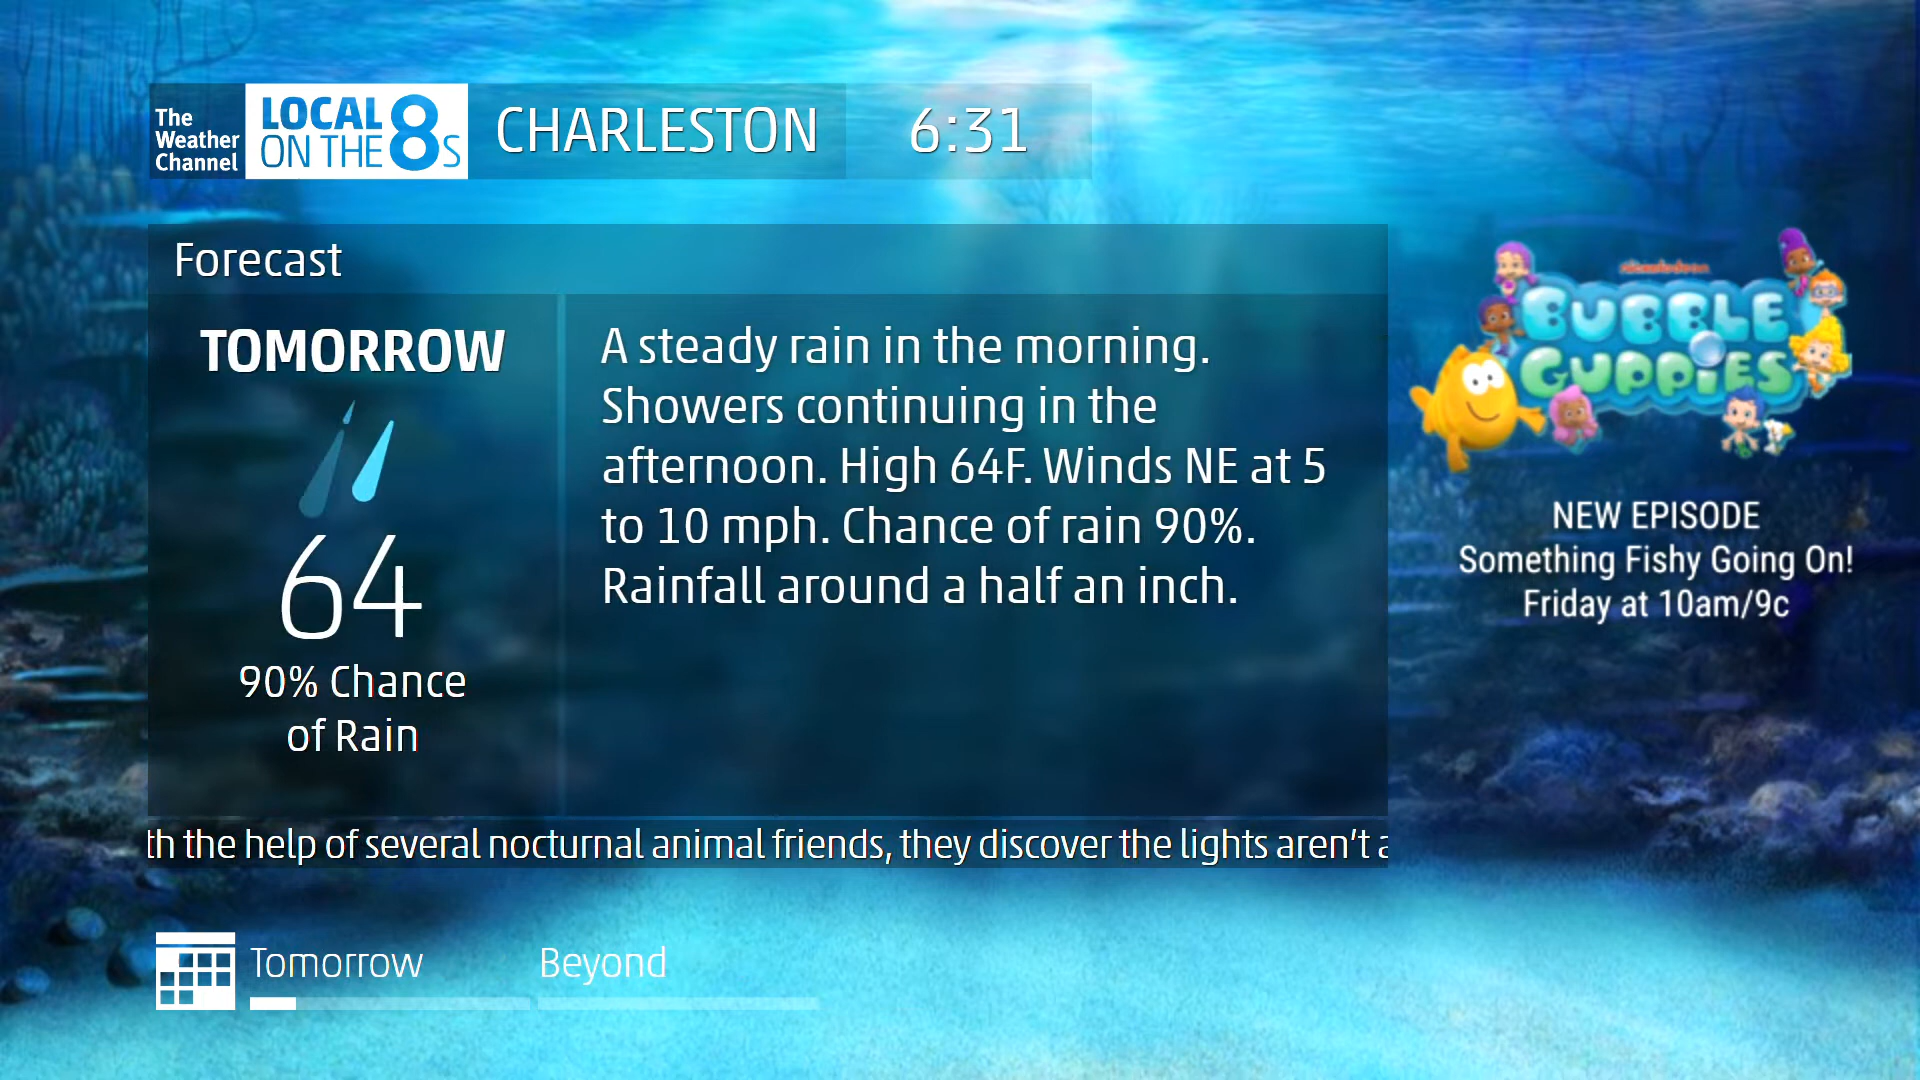 The
Weather
Channel
LOCAL
ON THE 8s
CHARLESTON
6:31
Forecast
TOMORROW
64
90% Chance
of Rain
A steady rain in the morning.
Showers continuing in the
afternoon. High 64F. Winds NE at 5
to 10 mph. Chance of rain 90%.
Rainfall around a half an inch.
nickelodeon
BUBBLE
GUPPIES
NEW EPISODE
Something Fishy Going On!
Friday at 10am/9c
th the help of several nocturnal animal friends, they discover the lights aren't a
Tomorrow
Beyond